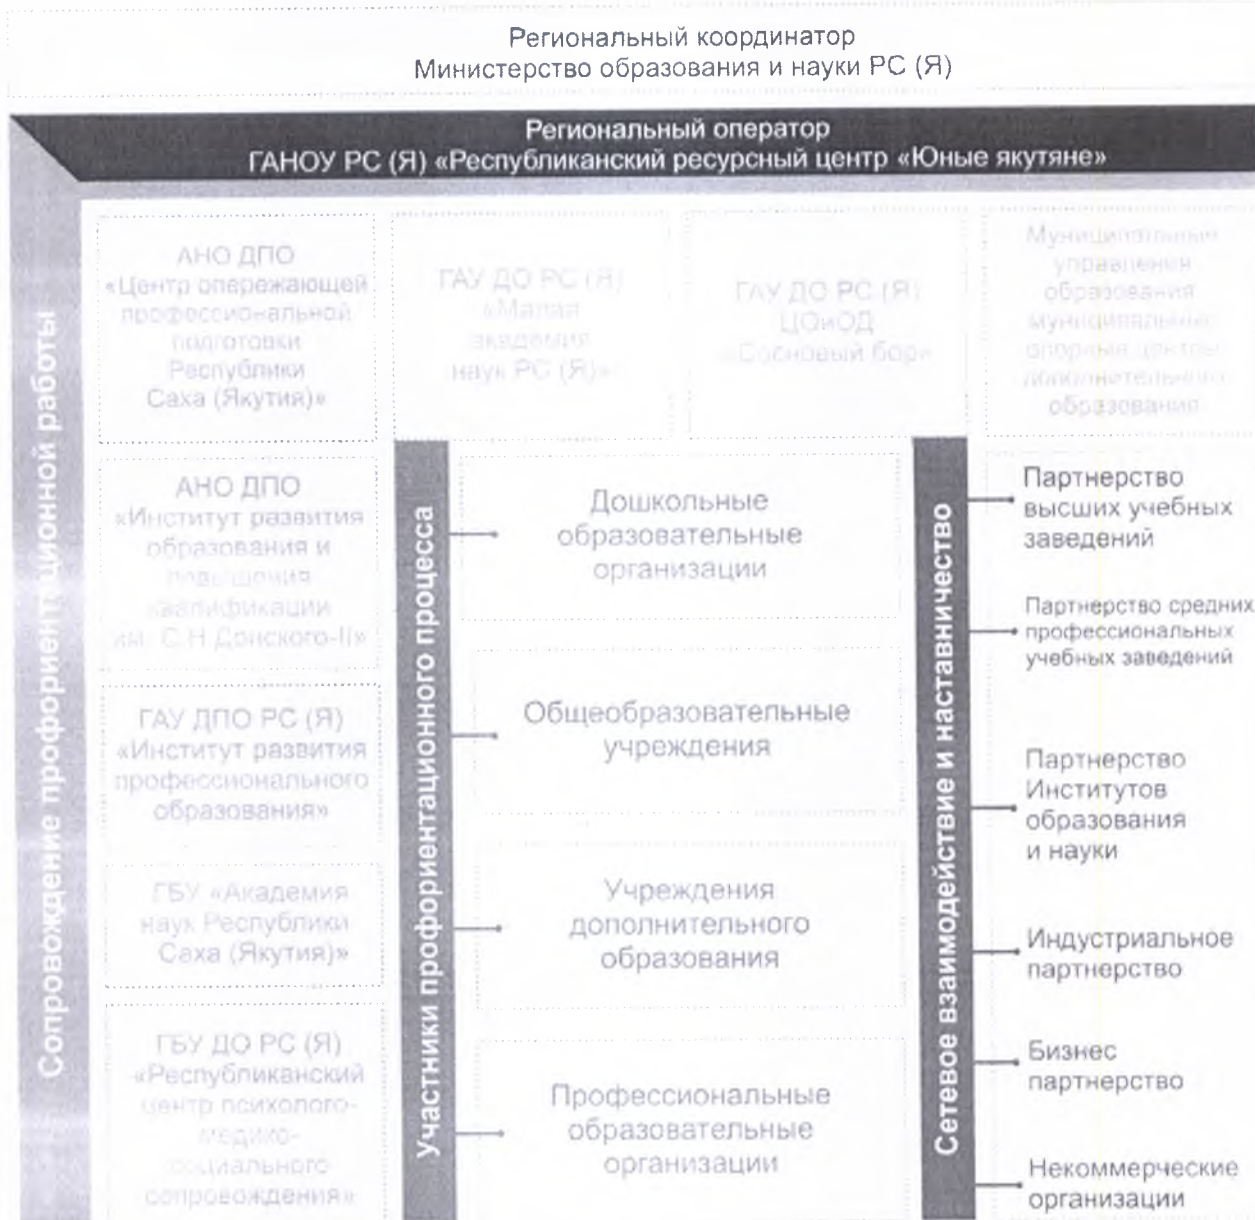 Региональный координатор
Министерство образования и науки РС (Я)
Региональный оператор
ГАНОУ РС (Я) «Республиканский ресурсный центр «Юные якутяне»
Сопровождение профориентационной работы
АНО ДПО
«Центр опережающей
профессиональной
подготовки
Республики
Саха (Якутия)»
ГАУ ДО РС (Я)
«Малая
академия
наук РС (Я)»
ГАУ ДО РС (Я)
ЦОиОД
«Сосновый бор»
Муниципальные
управления
образования
муниципальные
опорные центры
дополнительного
образования
АНО ДПО
«Институт развития
образования и
повышения
квалификации
им. С.Н.Донского-II»
ГАУ ДПО РС (Я)
«Институт развития
профессионального
образования»
ГБУ «Академия
наук Республики
Саха (Якутия)»
ГБУ ДО РС (Я)
«Республиканский
центр психолого-
медико-
социального
сопровождения»
Участники профориентационного процесса
Дошкольные
образовательные
организации
Общеобразовательные
учреждения
Учреждения
дополнительного
образования
Профессиональные
образовательные
организации
Сетевое взаимодействие и наставничество
Партнерство
высших учебных
заведений
Партнерство средних
профессиональных
учебных заведений
Партнерство
Институтов
образования
и науки
Индустриальное
партнерство
Бизнес
партнерство
Некоммерческие
организации